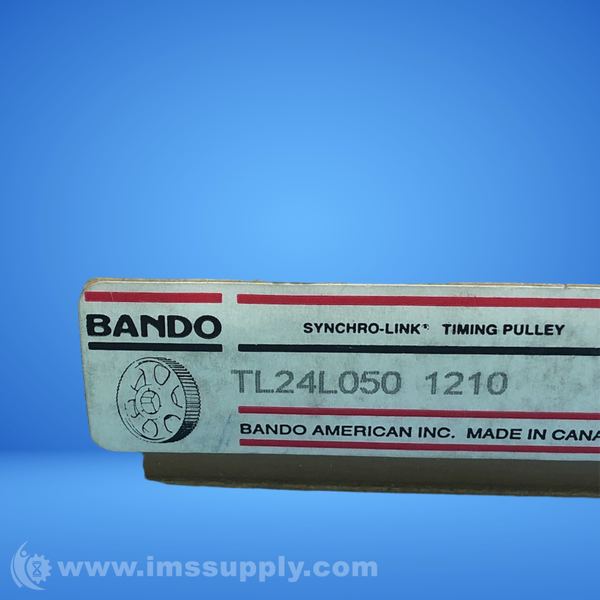 BANDO
SYNCHRO-LINK® TIMING PULLEY
TL24L050 1210
BANDO AMERICAN INC. MADE IN CANA
www.imssupply.com